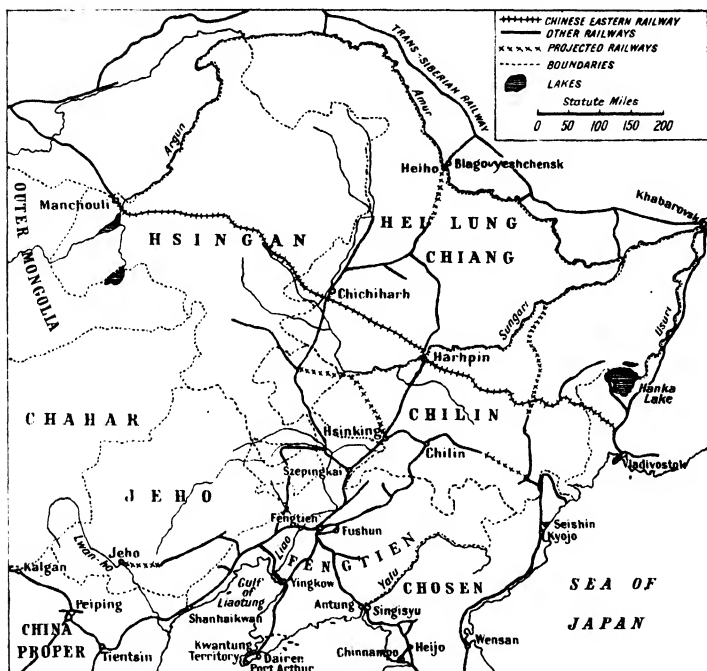 CHINESE EASTERN RAILWAY
OTHER RAILWAYS
PROJECTED RAILWAYS
BOUNDARIES
LAKES
Statute Miles
0 50 100 150 200
TRANS-SIBERIAN RAILWAY
Amur
Argun
Heiho
Blagovyeshchensk
Khabarovsk
Manchouli
OUTER MONGOLIA
HSINGAN
HEI LUNG
CHIANG
Chichiharh
Sungari
Usuri
Harhpin
Hanka
Lake
CHAHAR
Hsinking
CHILIN
Chilin
Szepingkai
Vladivostok
JEHO
Fengtien
Fushun
Seishin
Kyojo
Jeho
Lwan-ho
Liao
FENGTIEN
Kalgan
Yalu
CHOSEN
SEA OF
JAPAN
Peiping
Gulf
of
Liaotung
Yingkow
Antung
Singisyu
Shanhaikwan
CHINA
PROPER
Tientsin
Kwantung
Territory
Dairen
Port Arthur
Chinnampo
Heijo
Wensan